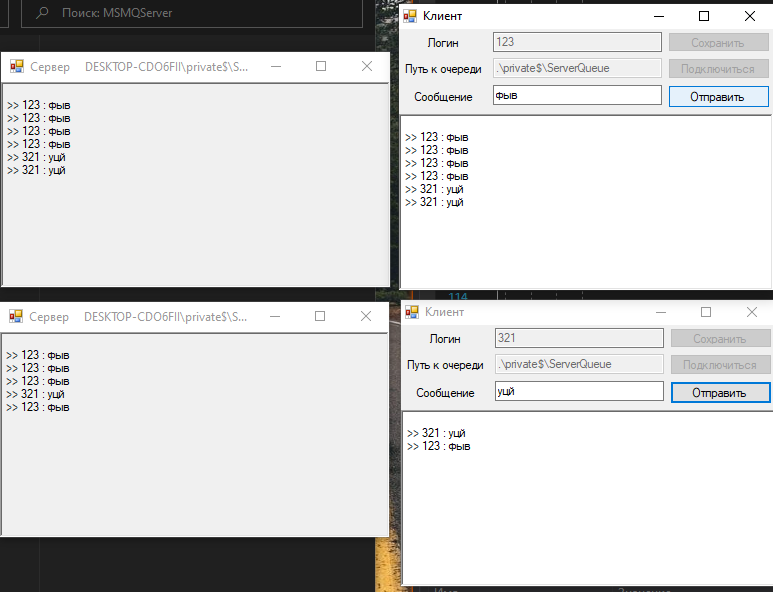 Поиск: MSMQServer
Сервер DESKTOP-CDO6FII\private$\S...
>> 123 : фыв
>> 123 : фыв
>> 123 : фыв
>> 123 : фыв
>> 321 : уцй
>> 321 : уцй
Клиент
Логин 123 Сохранить
Путь к очереди .\private$\ServerQueue Подключиться
Сообщение фыв Отправить
>> 123 : фыв
>> 123 : фыв
>> 123 : фыв
>> 123 : фыв
>> 321 : уцй
>> 321 : уцй
114
Сервер DESKTOP-CDO6FII\private$\S...
>> 123 : фыв
>> 123 : фыв
>> 123 : фыв
>> 321 : уцй
>> 123 : фыв
Клиент
Логин 321 Сохранить
Путь к очереди .\private$\ServerQueue Подключиться
Сообщение уцй Отправить
>> 321 : уцй
>> 123 : фыв